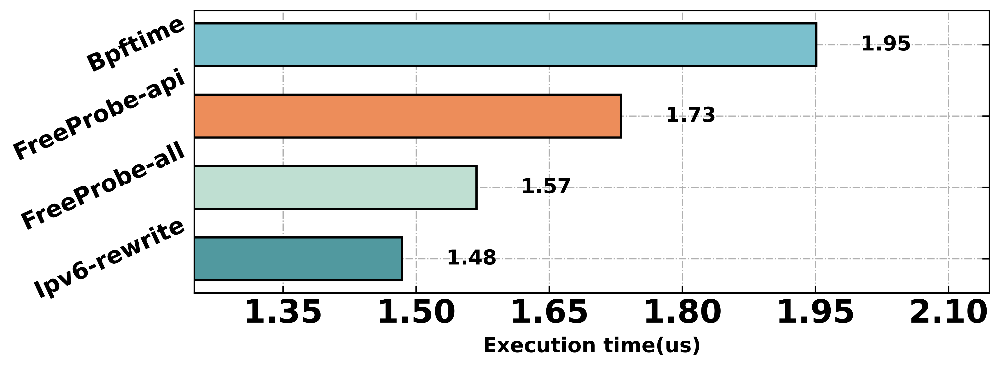 Bpftime
1.95
FreeProbe-api
1.73
FreeProbe-all
1.57
Ipv6-rewrite
1.48
1.35 1.50 1.65 1.80 1.95 2.10
Execution time(us)